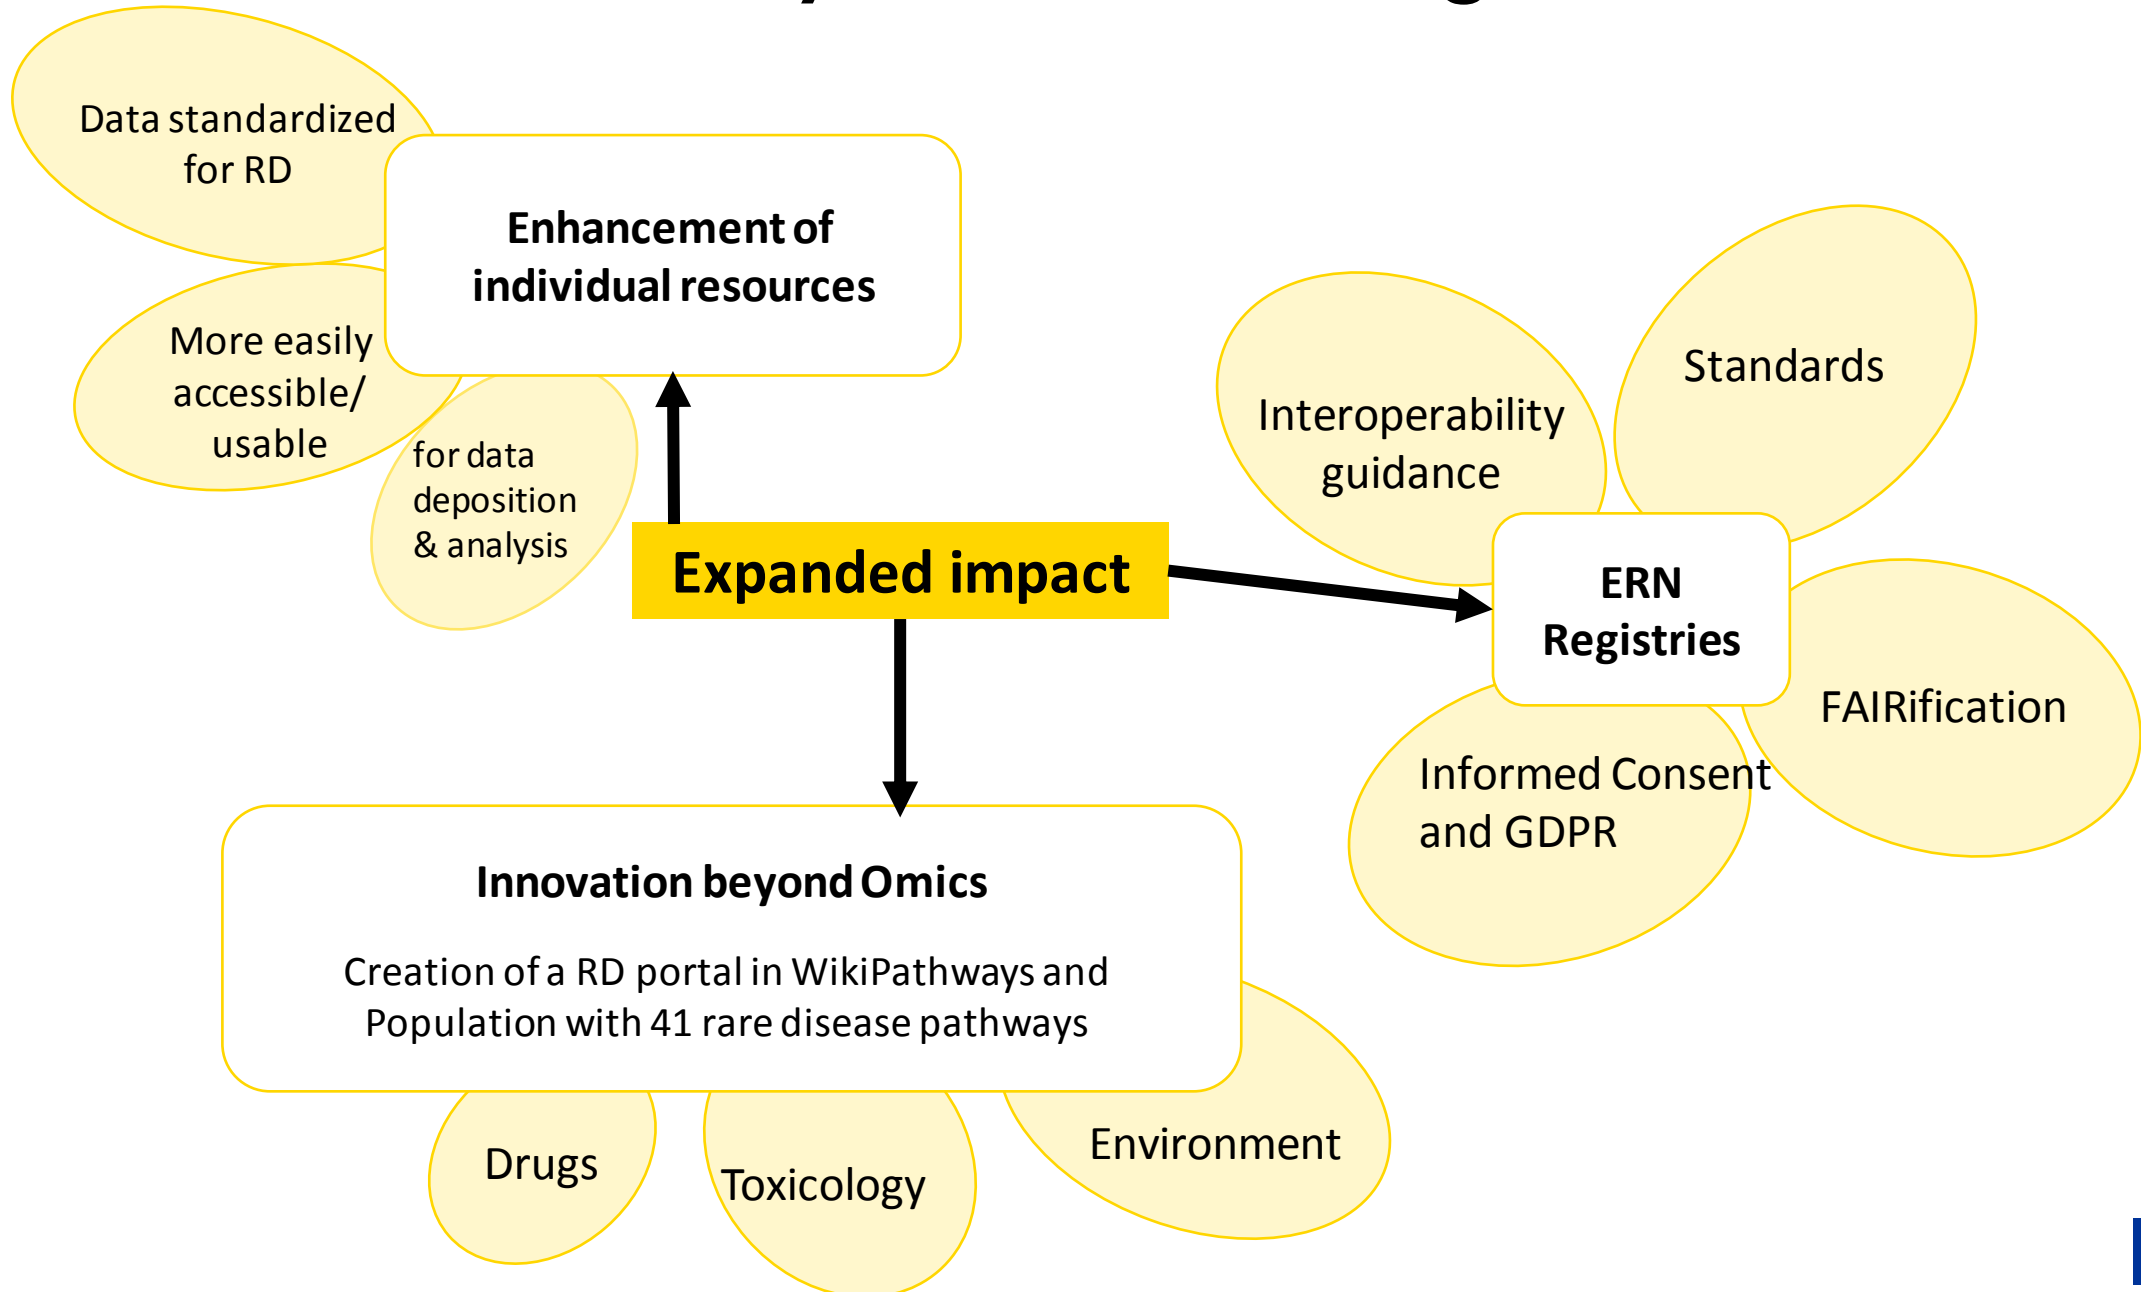 Data standardized
for RD
Enhancement of
individual resources
More easily
accessible/
usable
for data
deposition
& analysis
Expanded impact
Interoperability
guidance
Standards
ERN
Registries
FAIRification
Informed Consent
and GDPR
Innovation beyond Omics
Creation of a RD portal in WikiPathways and
Population with 41 rare disease pathways
Drugs
Toxicology
Environment